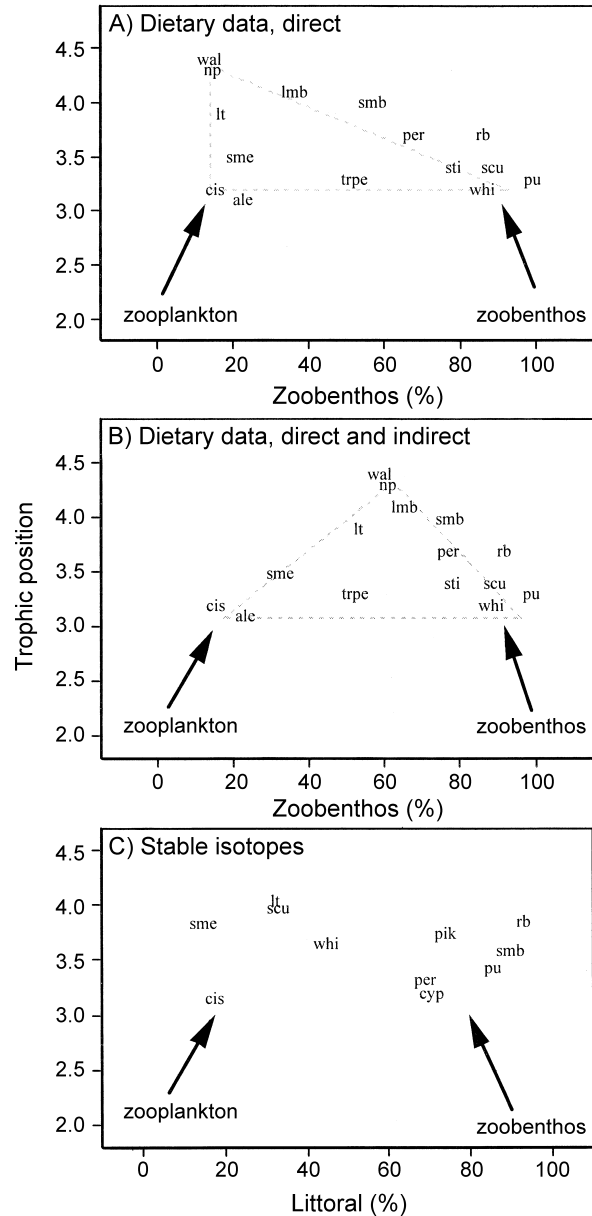 A) Dietary data, direct
4.5
4.0
3.5
3.0
2.5
2.0
wal
np
lmb
smb
lt
per
rb
sme
sti
scu
trpe
pu
cis
whi
ale
zooplankton
zoobenthos
0
20
40
60
80
100
Zoobenthos (%)
Trophic position
B) Dietary data, direct and indirect
4.5
4.0
3.5
3.0
2.5
2.0
wal
np
lmb
smb
lt
per
rb
sme
sti
scu
trpe
pu
cis
whi
ale
zooplankton
zoobenthos
0
20
40
60
80
100
Zoobenthos (%)
C) Stable isotopes
4.5
4.0
3.5
3.0
2.5
2.0
lt
scu
sme
rb
pik
whi
smb
pu
per
cyp
cis
zooplankton
zoobenthos
0
20
40
60
80
100
Littoral (%)